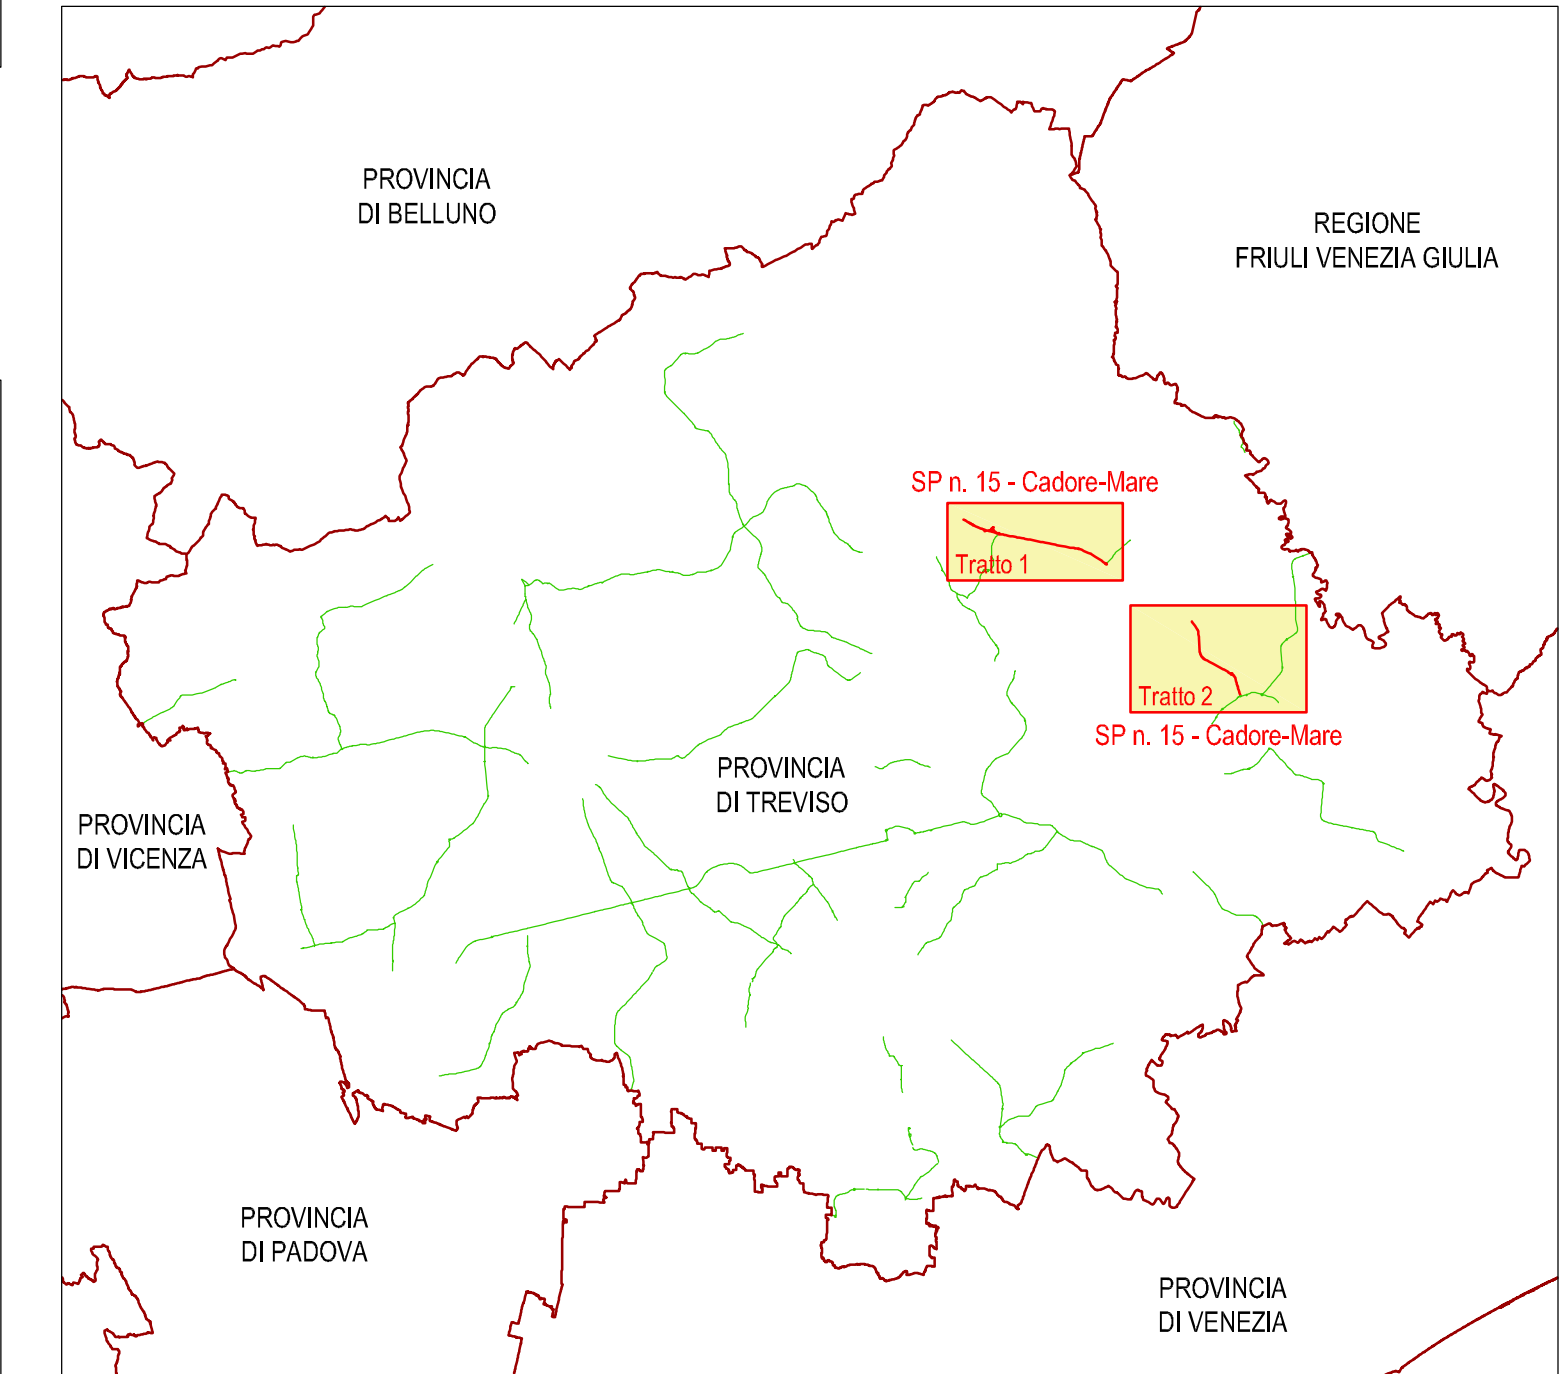 PROVINCIA
DI BELLUNO
REGIONE
FRIULI VENEZIA GIULIA
SP n. 15 - Cadore-Mare
Tratto 1
Tratto 2
SP n. 15 - Cadore-Mare
PROVINCIA
DI TREVISO
PROVINCIA
DI VICENZA
PROVINCIA
DI PADOVA
PROVINCIA
DI VENEZIA